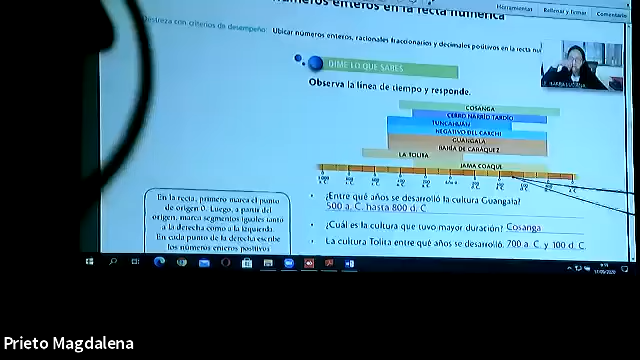 números enteros en la recta numérica
Herramientas
Rellenar y firmar
Comentario
Destreza con criterios de desempeño:
Ubicar números enteros, racionales fraccionarios y decimales positivos en la recta
DIME LO QUE SABES
Observa la línea de tiempo y responde.
COSANGA
CERRO NARRÍO TARDÍO
TUNCAHUÁN
NEGATIVO DEL CARCHI
GUANGALA
BAHÍA DE CARÁQUEZ
LA TOLITA
JAMA COAQUE
En la recta, primero marca el punto
de origen 0. Luego, a partir del
origen, marca segmentos iguales tanto
a la derecha como a la izquierda.
En cada punto de la derecha escribe
los números enteros positivos
• ¿Entre qué años se desarrolló la cultura Guangala?
500 a. C. hasta 800 d. C
• ¿Cuál es la cultura que tuvo mayor duración? Cosanga
• La cultura Tolita entre qué años se desarrolló. 700 a. C. y 100 d. C.
Prieto Magdalena